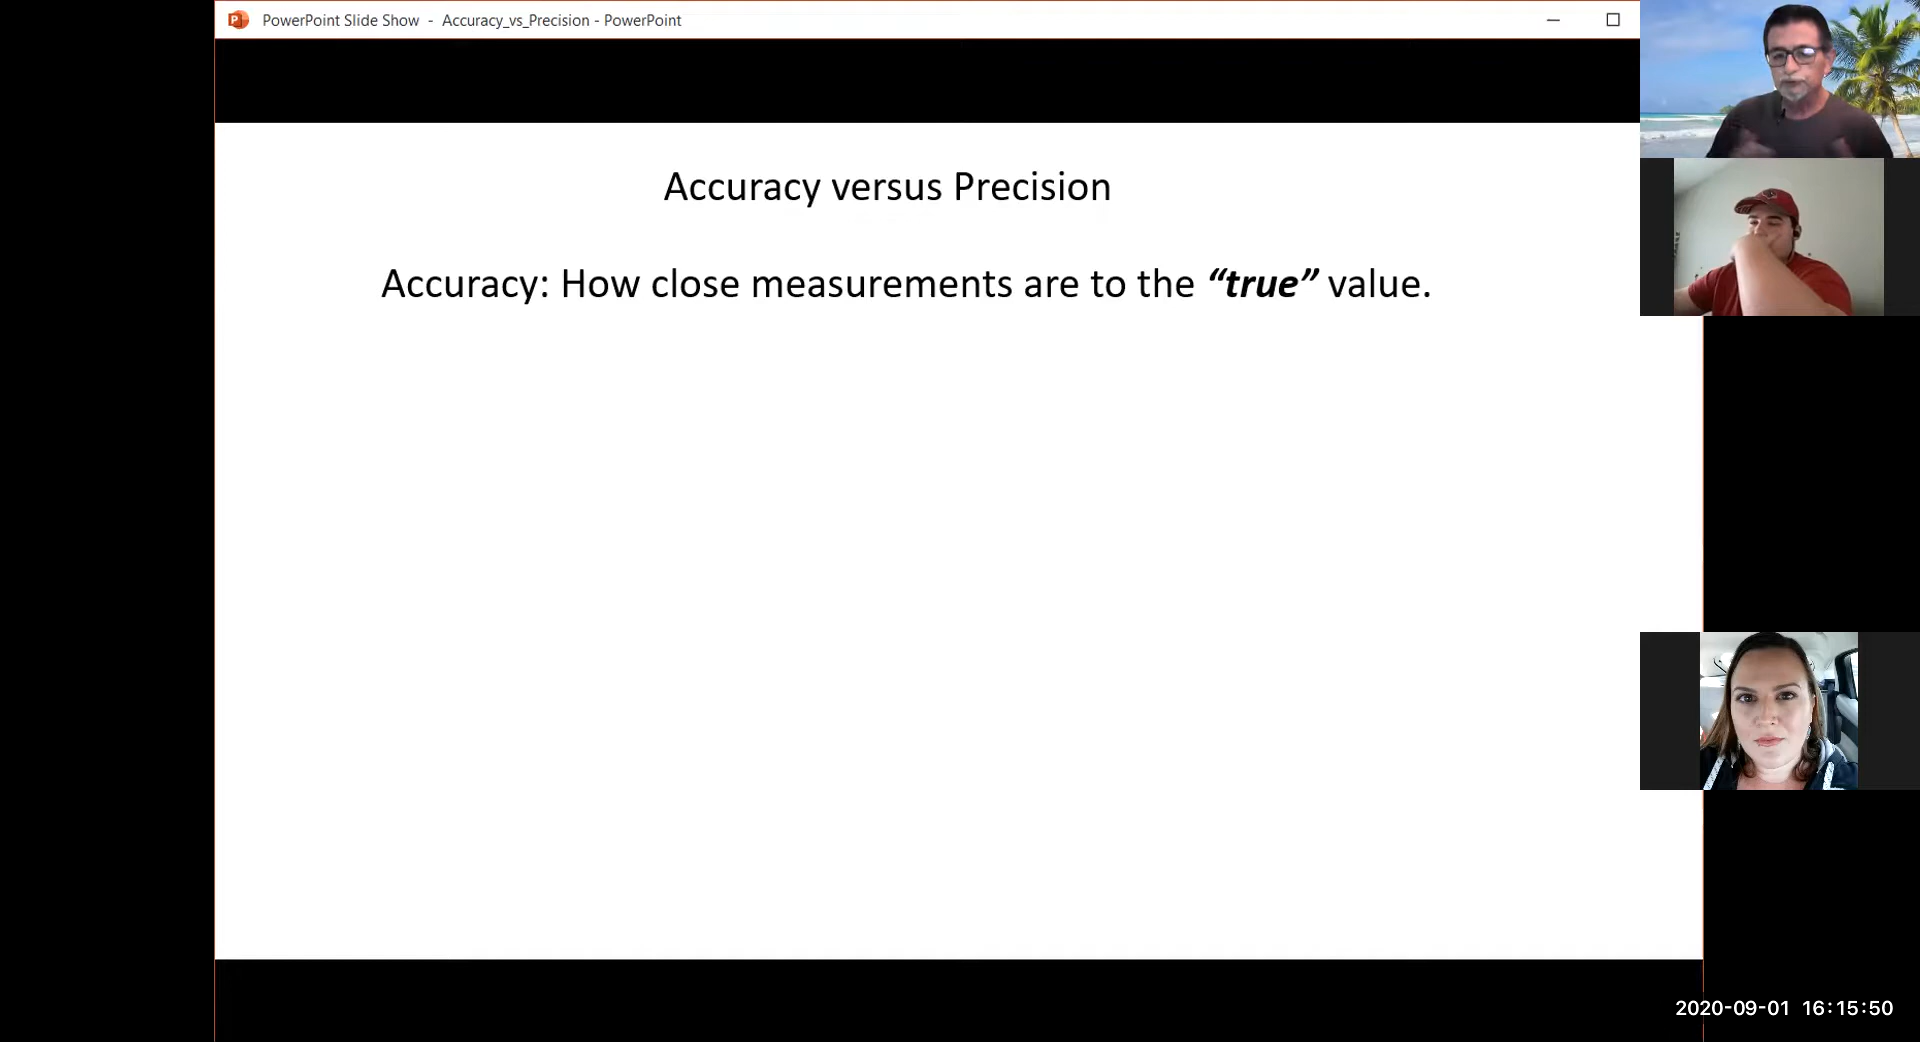 PowerPoint Slide Show - Accuracy_vs_Precision - PowerPoint
Accuracy versus Precision
Accuracy: How close measurements are to the “true” value.
2020-09-01 16:15:50